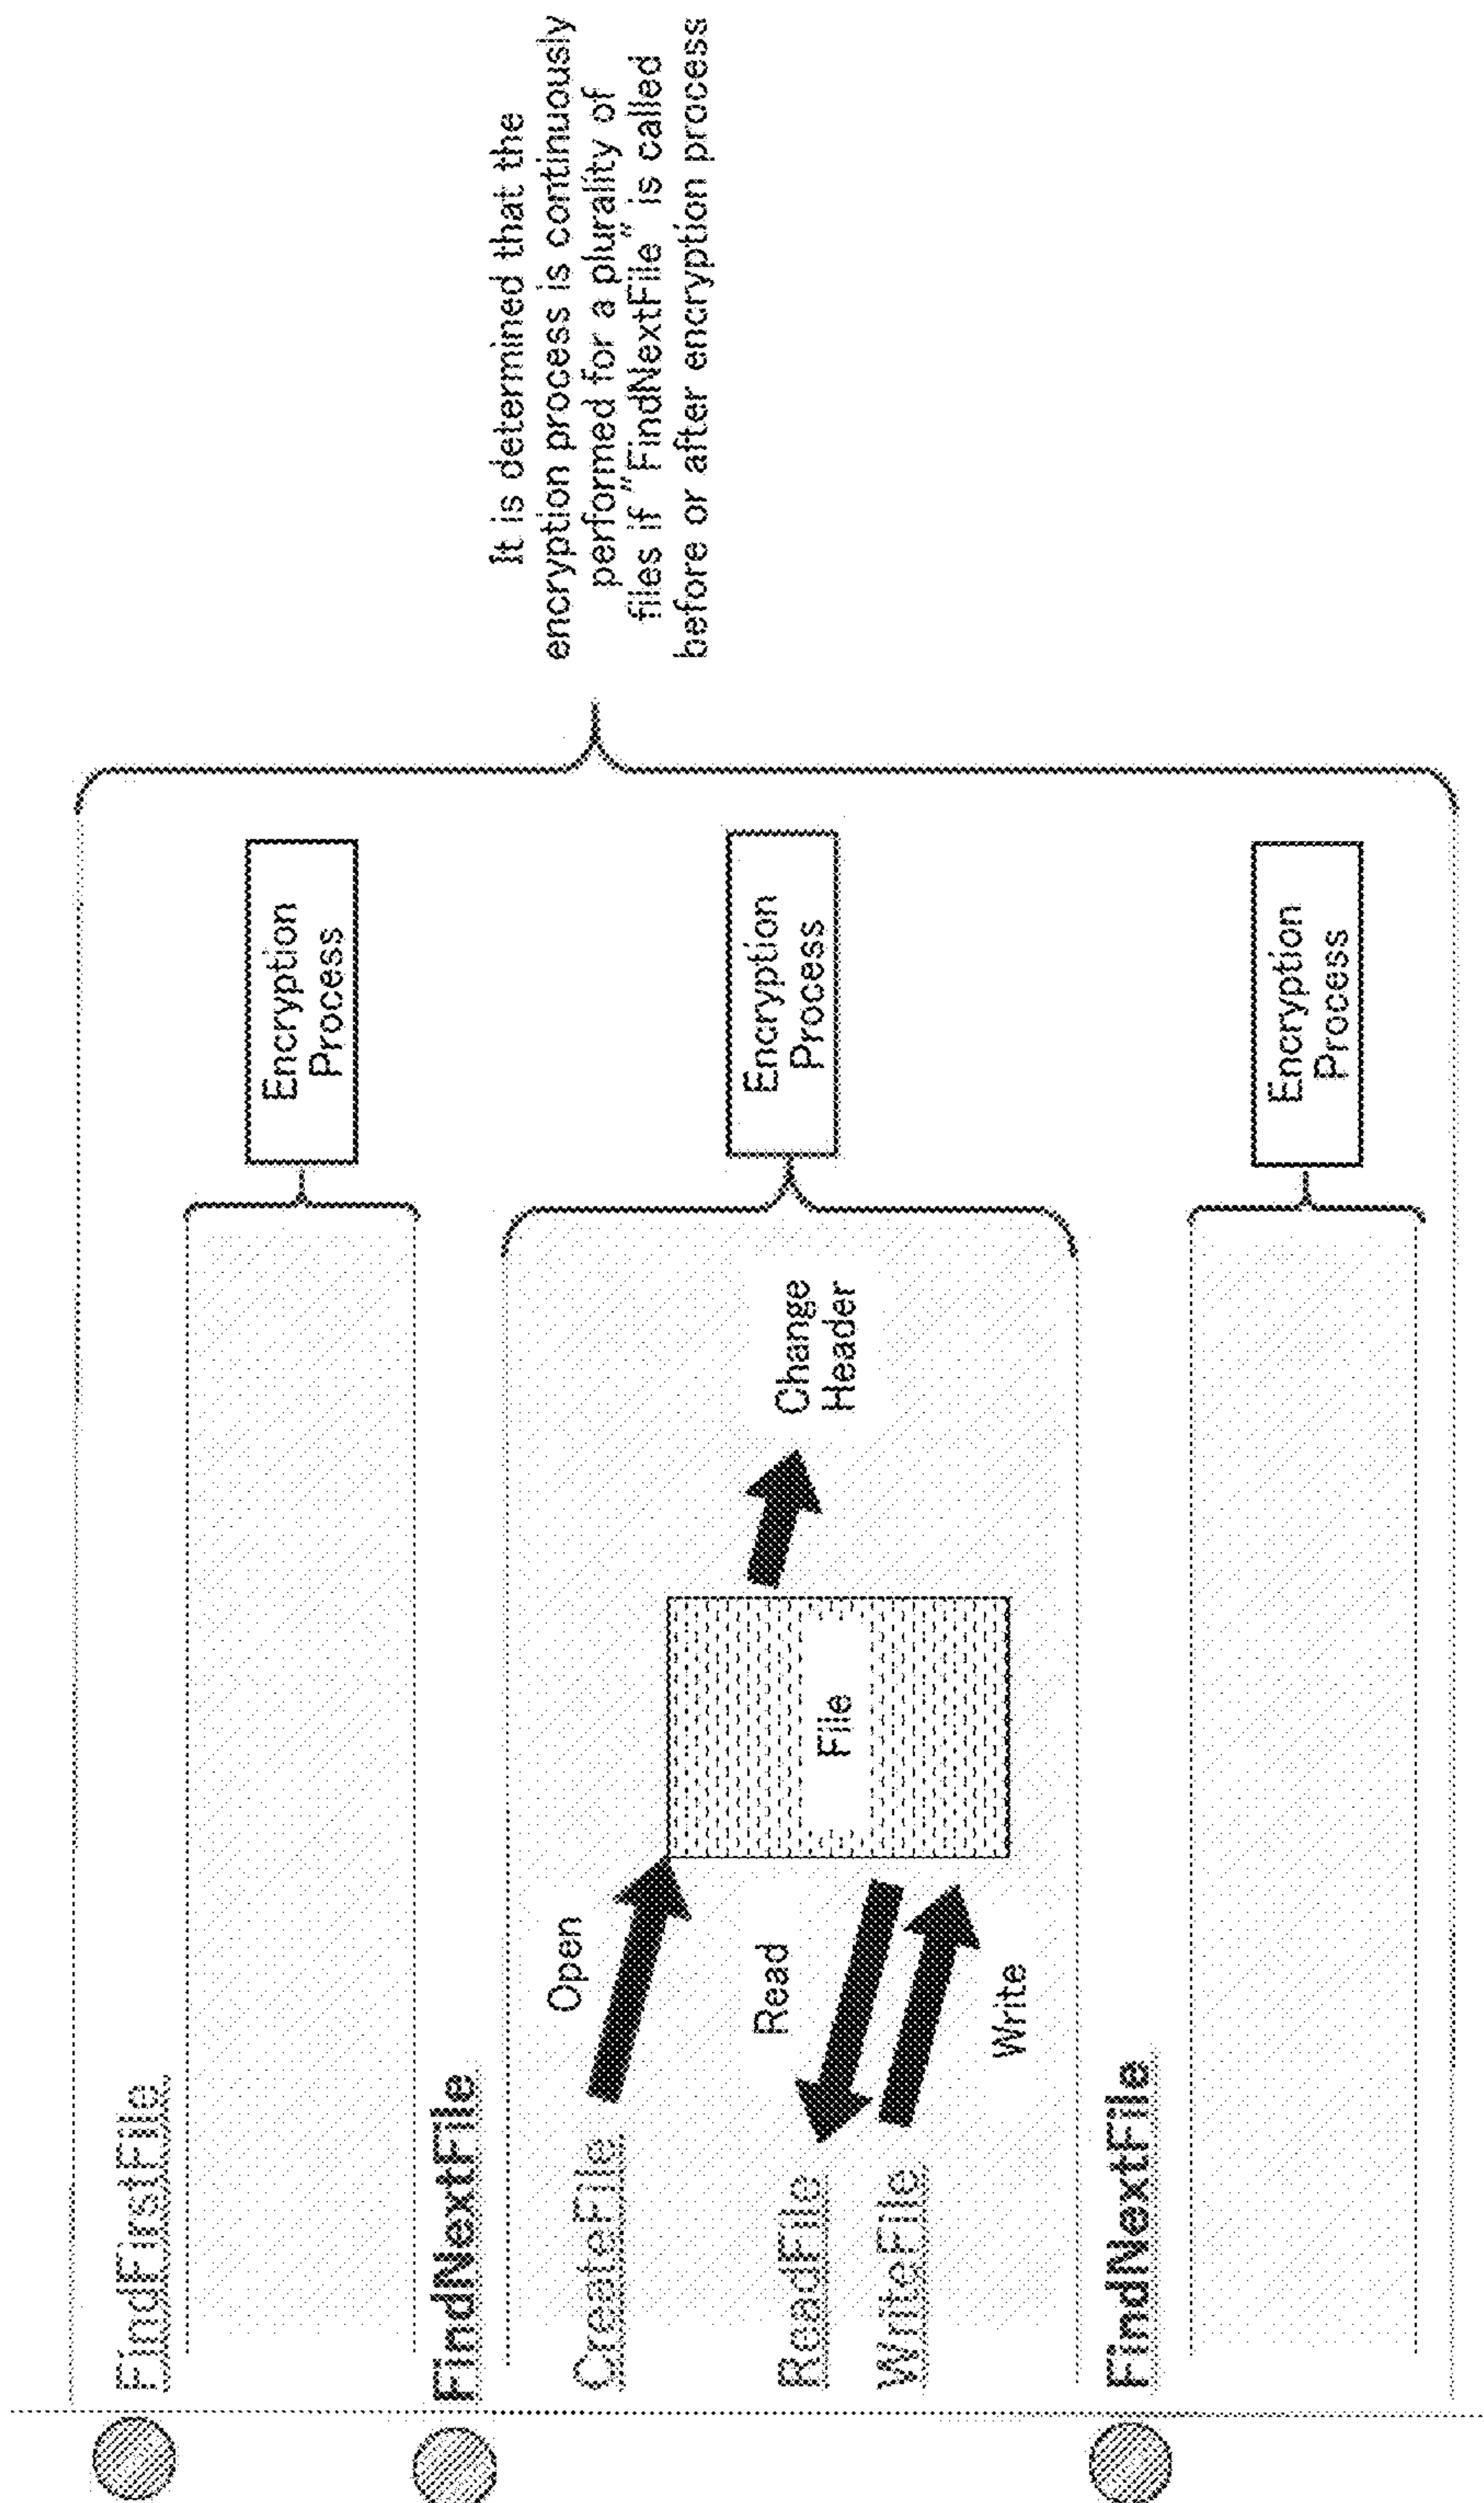 FindFirstFile
Encryption
Process
FindNextFile
CreateFile
Open
Read
ReadFile
WriteFile
Write
File
Change
Header
Encryption
Process
FindNextFile
Encryption
Process
It is determined that the
encryption process is continuously
performed for a plurality of
files if "FindNextFile" is called
before or after encryption process